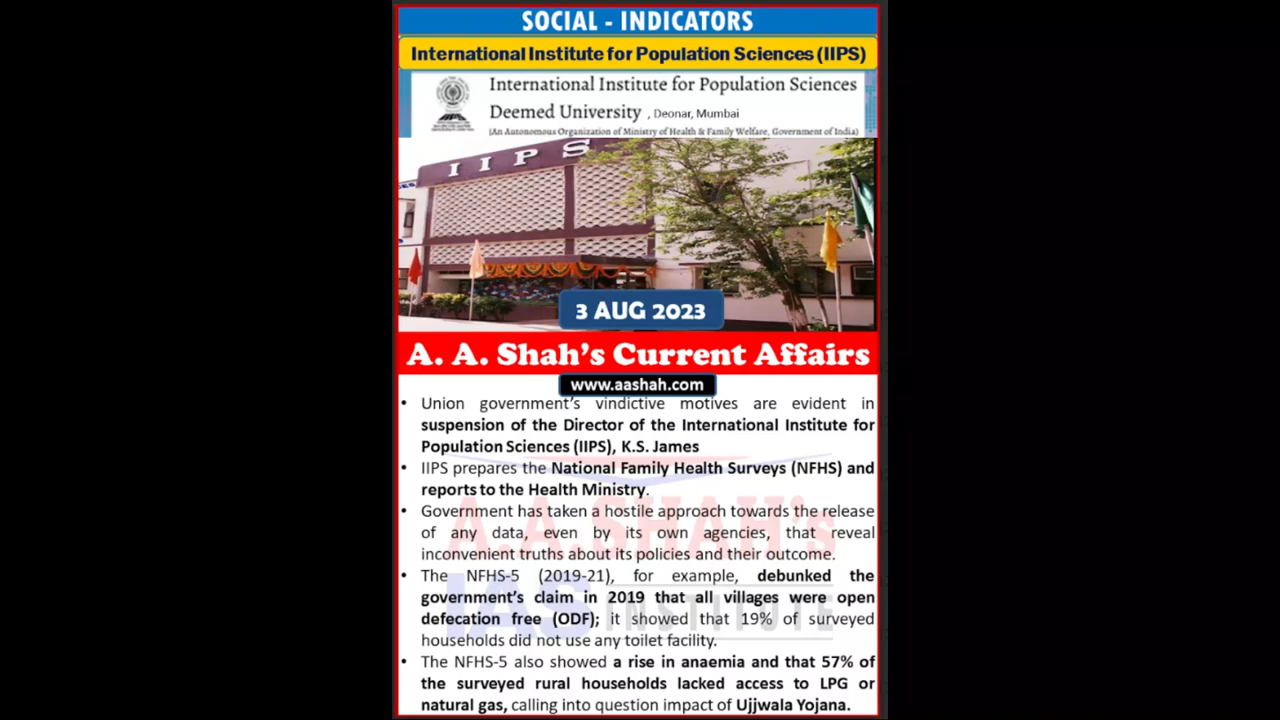 SOCIAL - INDICATORS
International Institute for Population Sciences (IIPS)
International Institute for Population Sciences
Deemed University , Deonar, Mumbai
(An Autonomous Organization of Ministry of Health & Family Welfare, Government of India)
I I P S
3 AUG 2023
A. A. Shah's Current Affairs
www.aashah.com
• Union government's vindictive motives are evident in
suspension of the Director of the International Institute for
Population Sciences (IIPS), K.S. James
• IIPS prepares the National Family Health Surveys (NFHS) and
reports to the Health Ministry.
• Government has taken a hostile approach towards the release
of any data, even by its own agencies, that reveal
inconvenient truths about its policies and their outcome.
• The NFHS-5 (2019-21), for example, debunked the
government's claim in 2019 that all villages were open
defecation free (ODF); it showed that 19% of surveyed
households did not use any toilet facility.
• The NFHS-5 also showed a rise in anaemia and that 57% of
the surveyed rural households lacked access to LPG or
natural gas, calling into question impact of Ujjwala Yojana.
A.A.SHAH's
IAS INSTITUTE